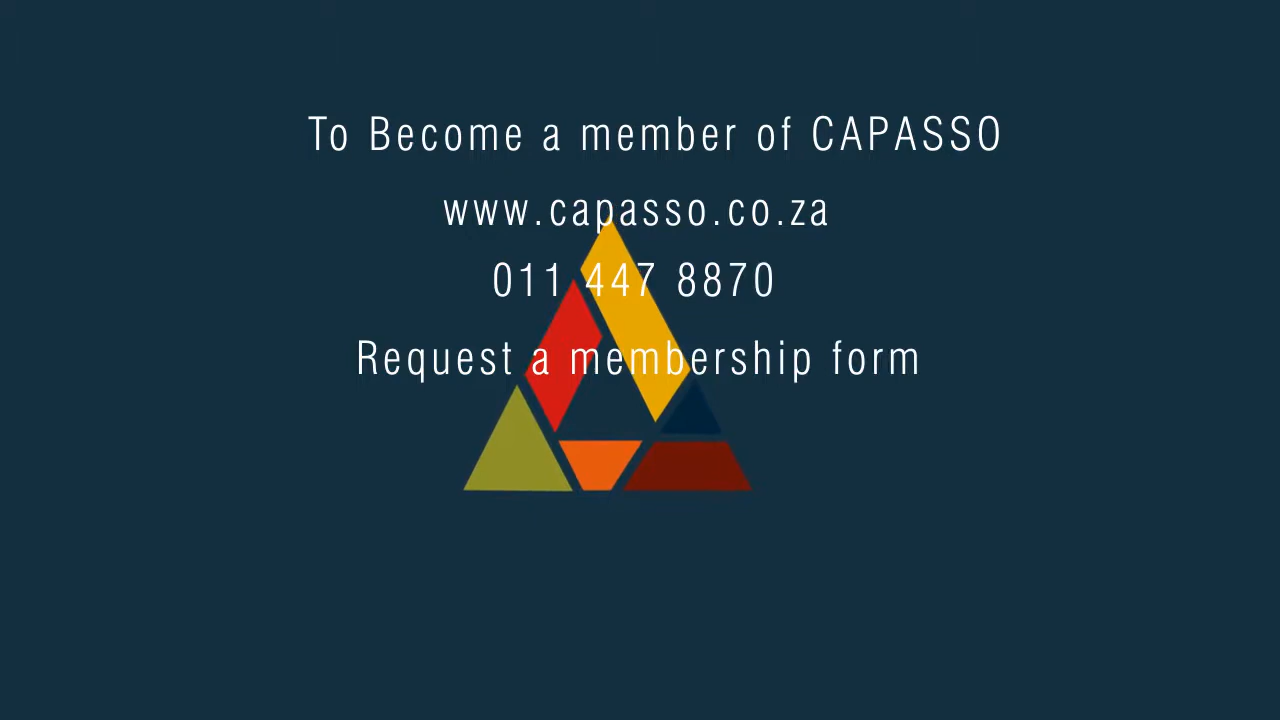 To Become a member of CAPASSO
www.capasso.co.za
011 447 8870
Request a membership form